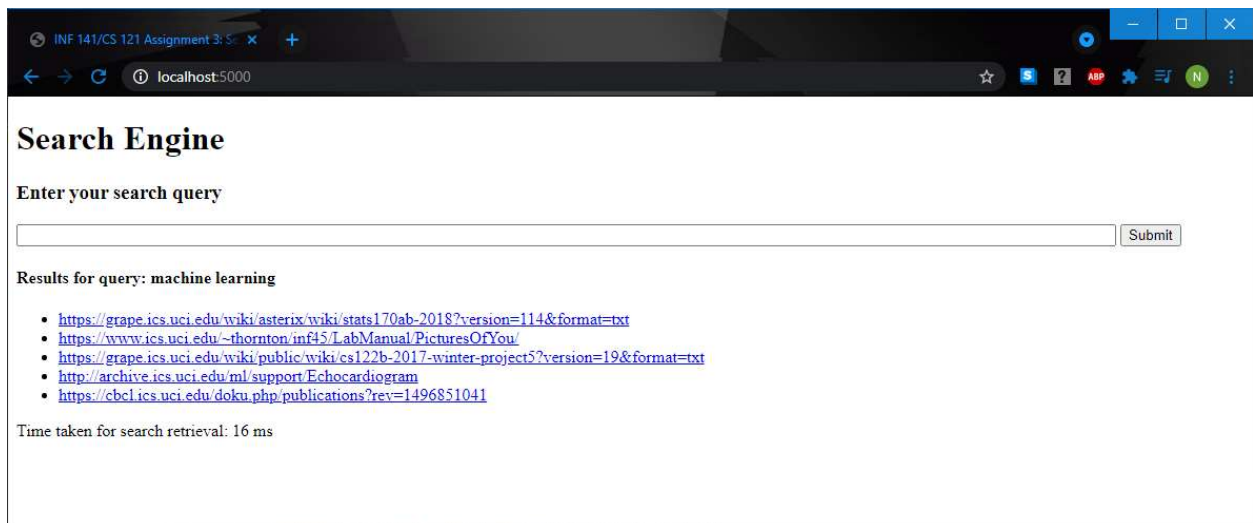 INF 141/CS 121 Assignment 3: Se
localhost:5000
S ? ABP N
Search Engine
Enter your search query
Submit
Results for query: machine learning
https://grape.ics.uci.edu/wiki/asterix/wiki/stats170ab-2018?version=114&format=txt
https://www.ics.uci.edu/~thornton/inf45/LabManual/PicturesOfYou/
https://grape.ics.uci.edu/wiki/public/wiki/cs122b-2017-winter-project5?version=19&format=txt
http://archive.ics.uci.edu/ml/support/Echocardiogram
https://cbcl.ics.uci.edu/doku.php/publications?rev=1496851041
Time taken for search retrieval: 16 ms